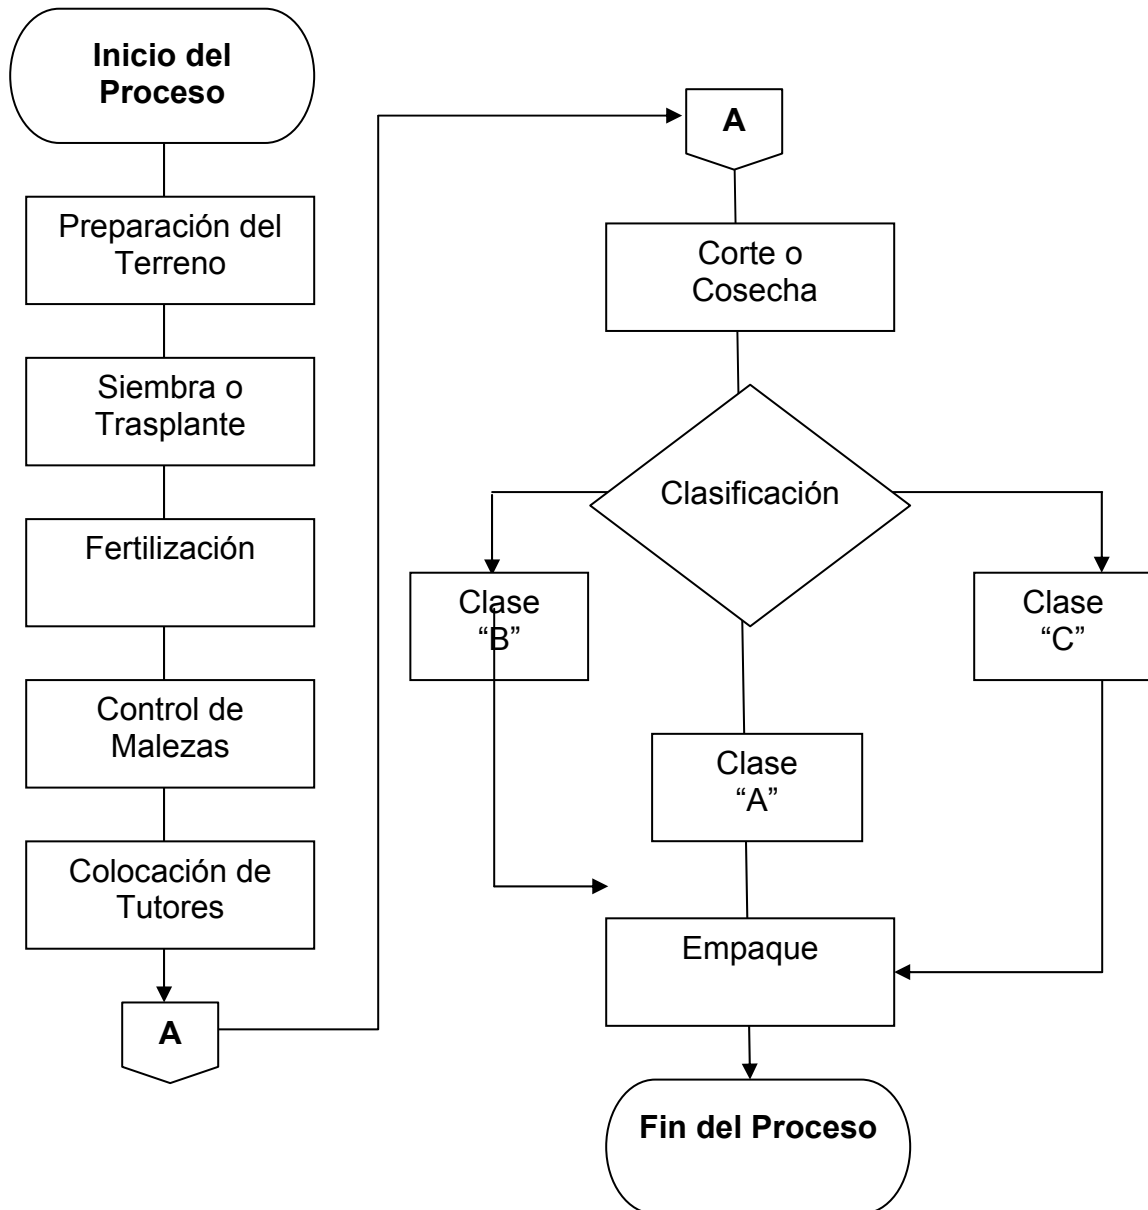 Inicio del
Proceso
Preparación del
Terreno
Siembra o
Trasplante
Fertilización
Control de
Malezas
Colocación de
Tutores
A
A
Corte o
Cosecha
Clasificación
Clase
“B”
Clase
“C”
Clase
“A”
Empaque
Fin del Proceso